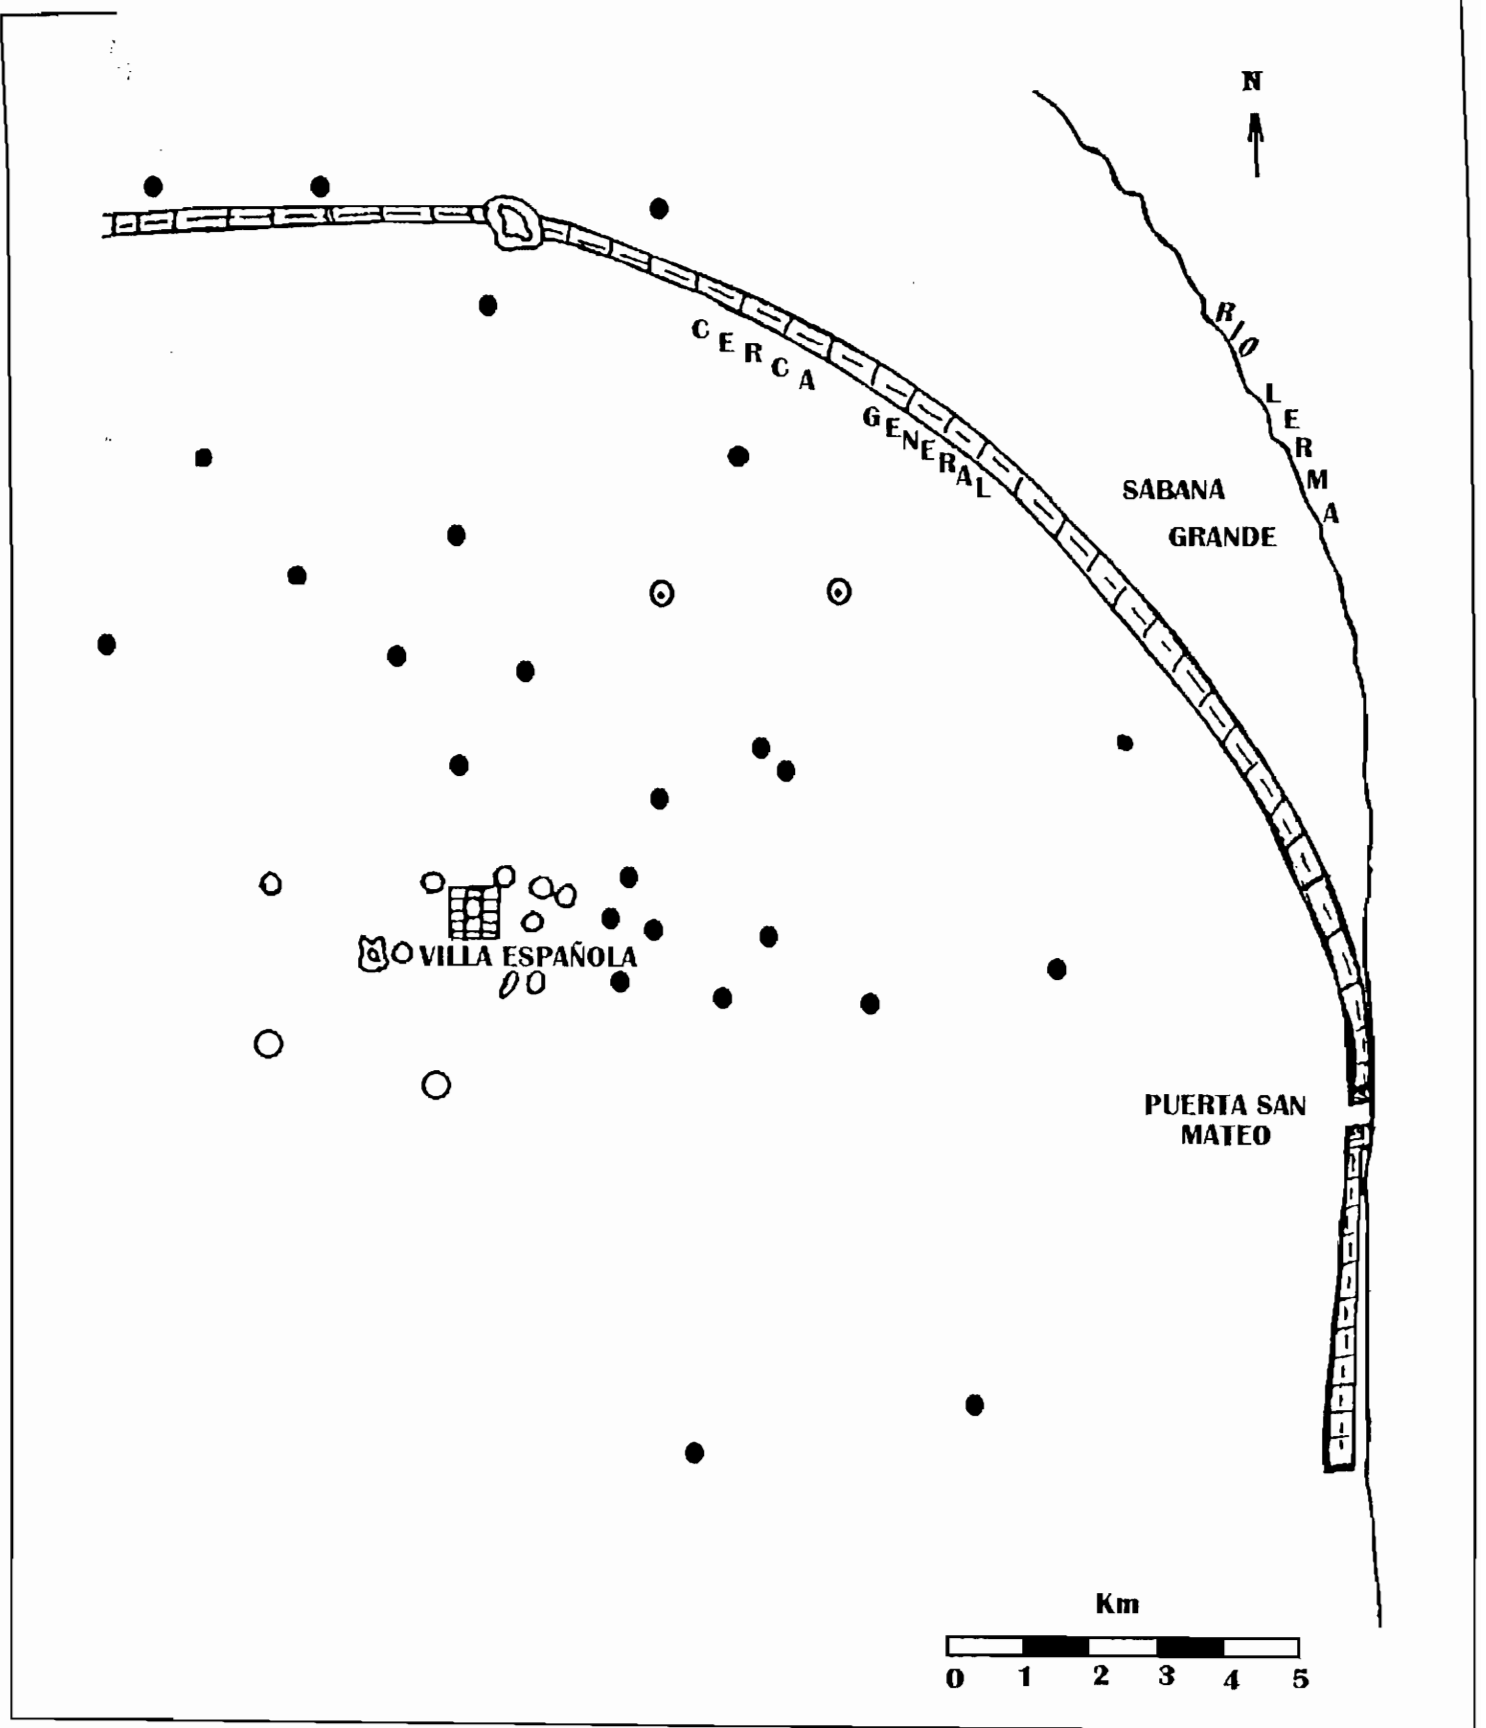 N
RIO LERMA
CERCA GENERAL
SABANA
GRANDE
VILLA ESPAÑOLA
PUERTA SAN
MATEO
Km
0 1 2 3 4 5